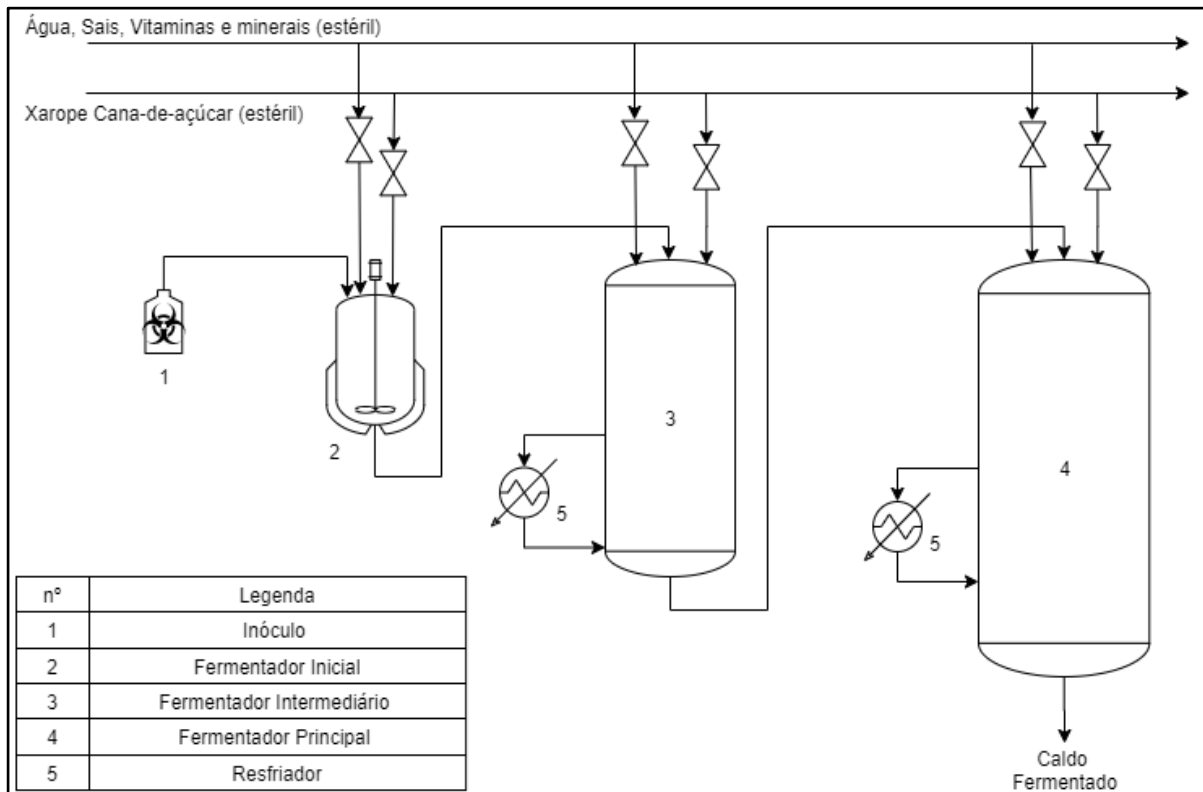 Água, Sais, Vitaminas e minerais (estéril)
Xarope Cana-de-açúcar (estéril)
1
2
3
5
4
5
nº Legenda
1 Inóculo
2 Fermentador Inicial
3 Fermentador Intermediário
4 Fermentador Principal
5 Resfriador
Caldo
Fermentado